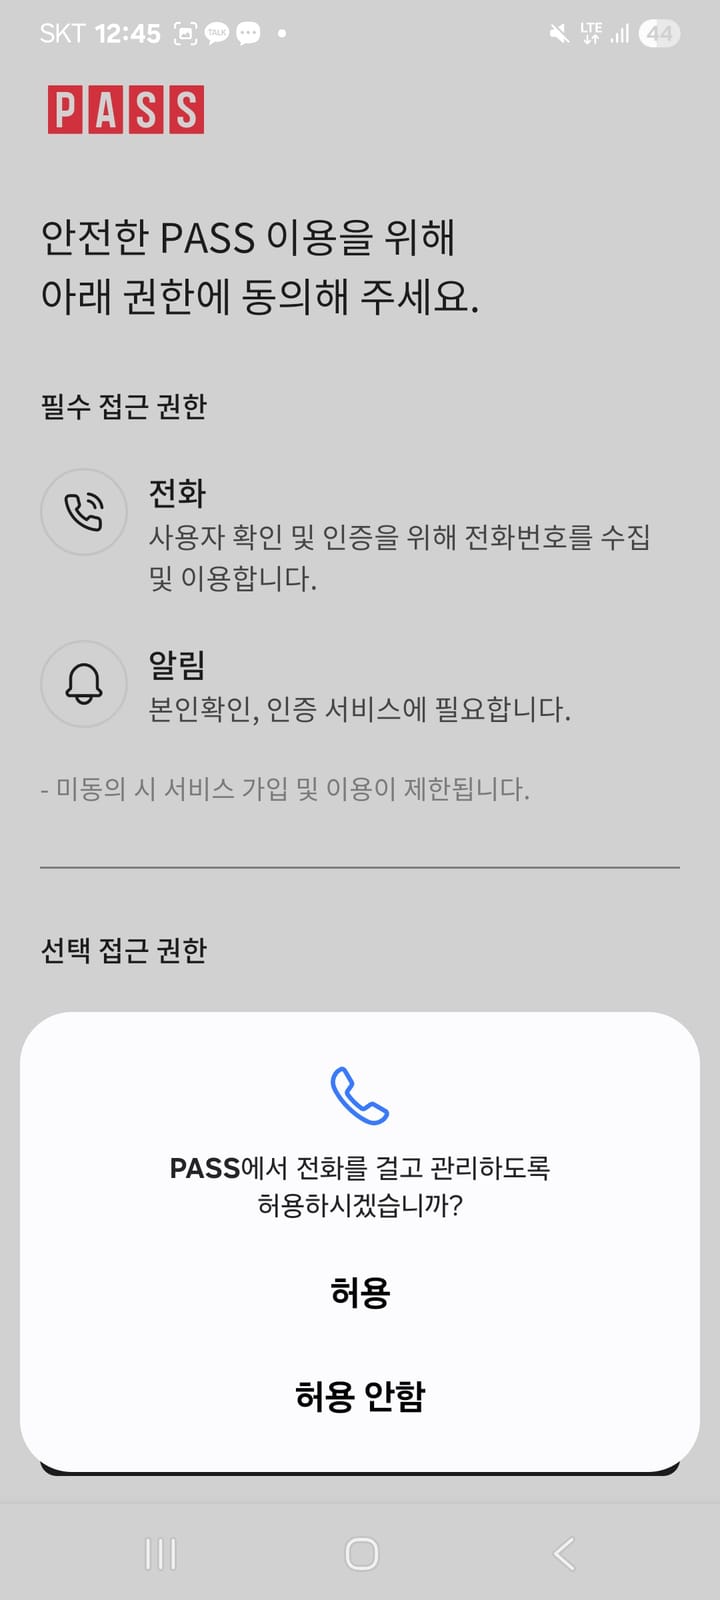 SKT 12:45 TALK LTE 44
PASS
안전한 PASS 이용을 위해
아래 권한에 동의해 주세요.
필수 접근 권한
전화
사용자 확인 및 인증을 위해 전화번호를 수집
및 이용합니다.
알림
본인확인, 인증 서비스에 필요합니다.
- 미동의 시 서비스 가입 및 이용이 제한됩니다.
선택 접근 권한
PASS에서 전화를 걸고 관리하도록
허용하시겠습니까?
허용
허용 안함